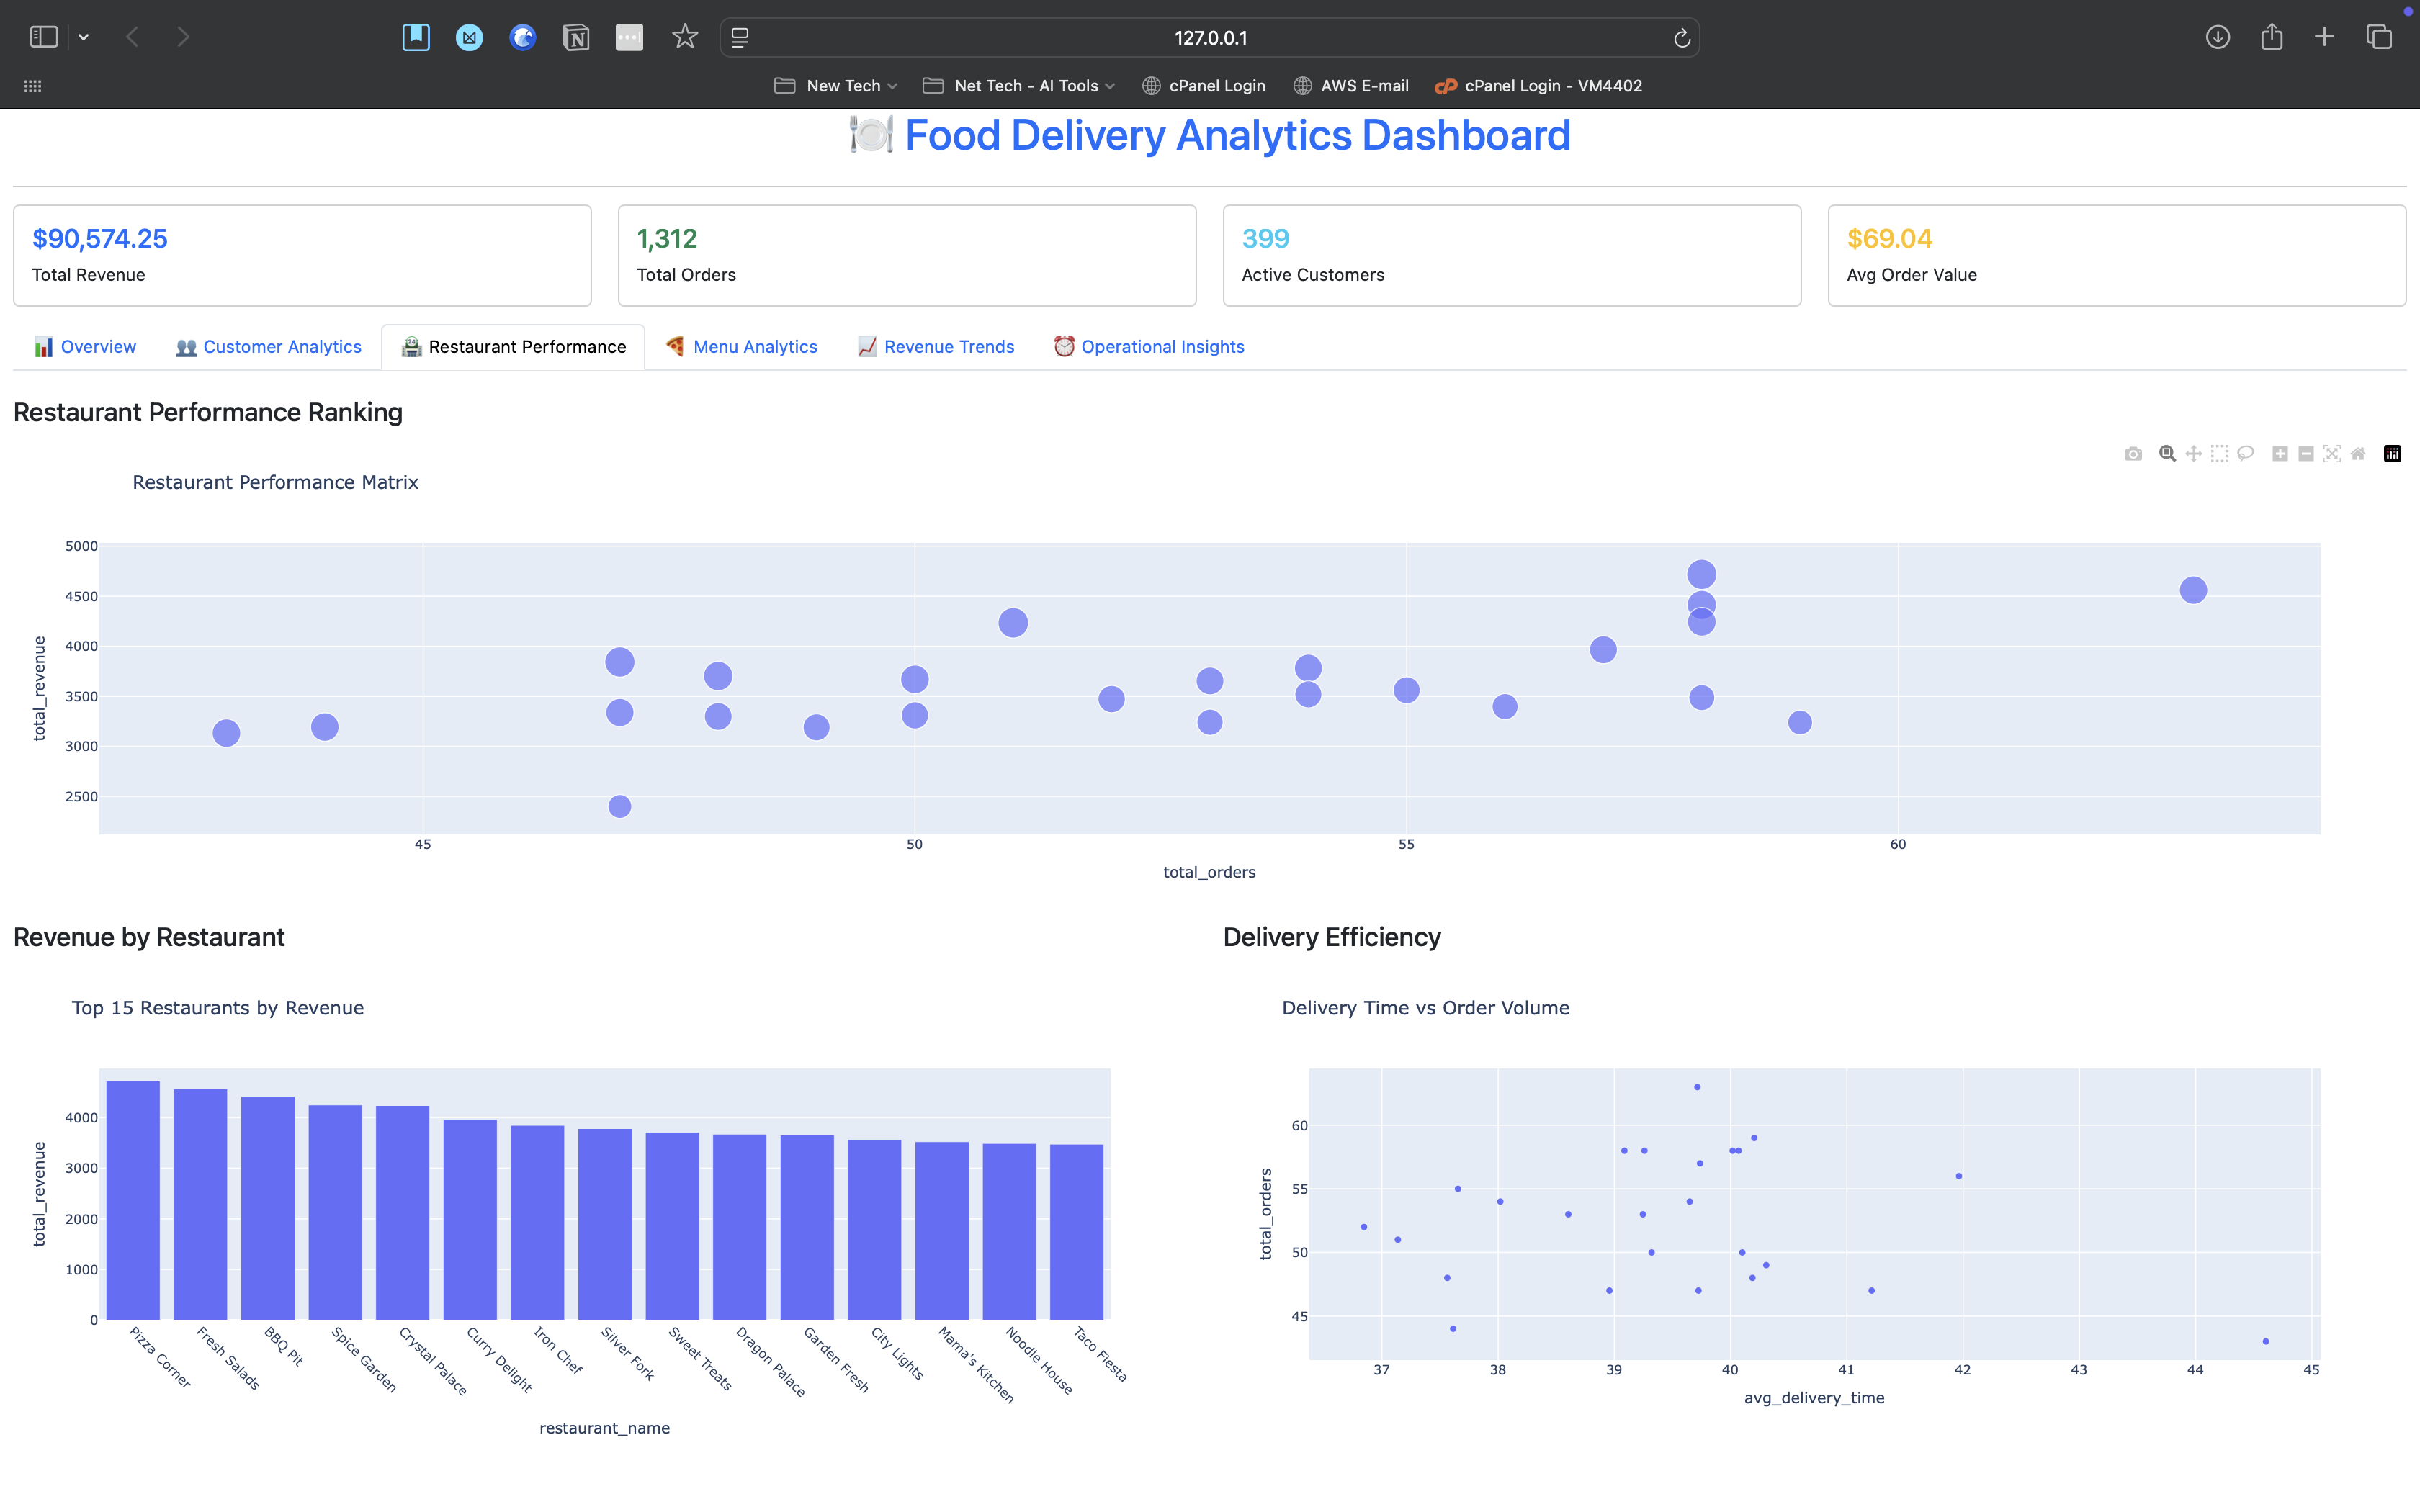 127.0.0.1
New Tech
Net Tech - AI Tools
cPanel Login
AWS E-mail
cP cPanel Login - VM4402
Food Delivery Analytics Dashboard
$90,574.25
Total Revenue
1,312
Total Orders
399
Active Customers
$69.04
Avg Order Value
Overview
Customer Analytics
Restaurant Performance
Menu Analytics
Revenue Trends
Operational Insights
Restaurant Performance Ranking
Restaurant Performance Matrix
total_revenue
5000
4500
4000
3500
3000
2500
45
50
55
60
total_orders
Revenue by Restaurant
Top 15 Restaurants by Revenue
total_revenue
4000
3000
2000
1000
0
Pizza Corner
Fresh Salads
BBQ Pit
Spice Garden
Crystal Palace
Curry Delight
Iron Chef
Silver Fork
Sweet Treats
Dragon Palace
Garden Fresh
City Lights
Mama's Kitchen
Noodle House
Taco Fiesta
restaurant_name
Delivery Efficiency
Delivery Time vs Order Volume
total_orders
60
55
50
45
37
38
39
40
41
42
43
44
45
avg_delivery_time